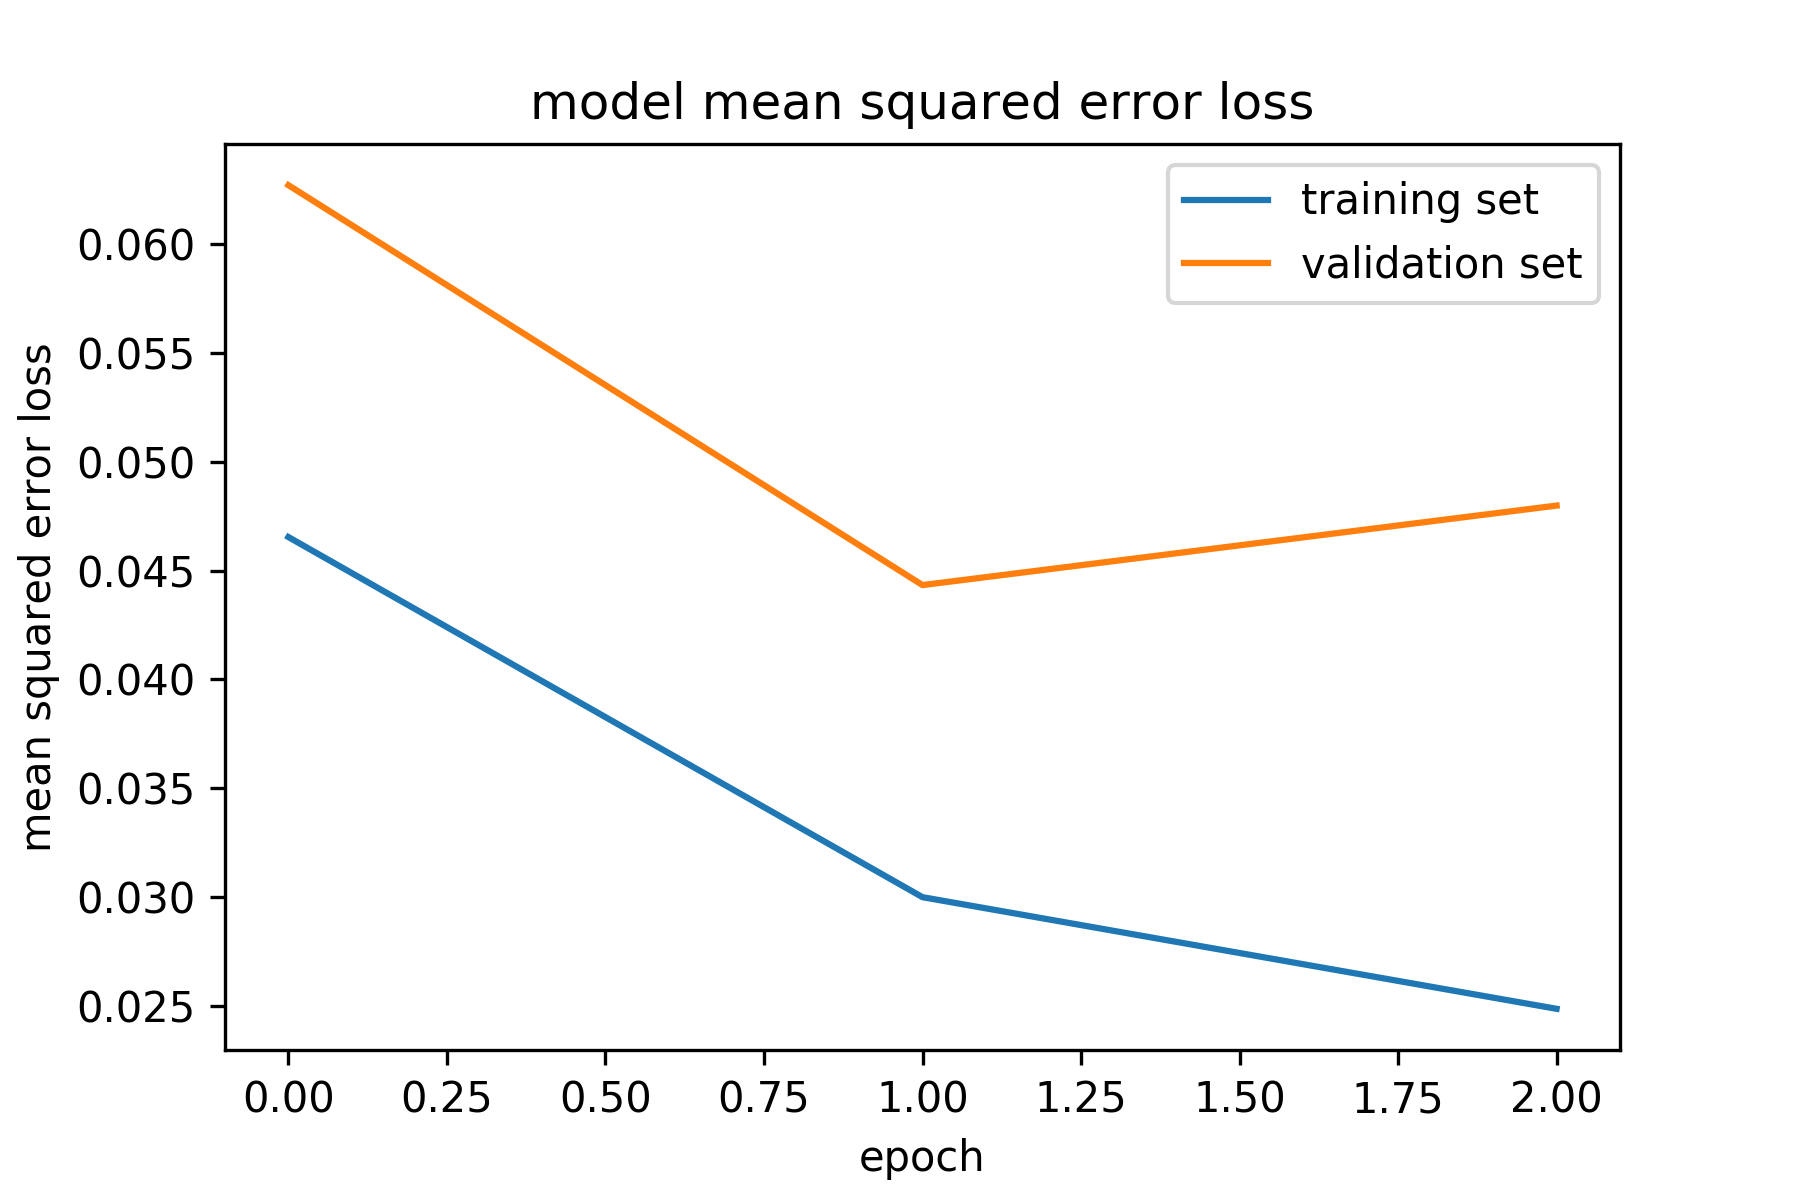 model mean squared error loss
training set
validation set
mean squared error loss
0.060
0.055
0.050
0.045
0.040
0.035
0.030
0.025
0.00 0.25 0.50 0.75 1.00 1.25 1.50 1.75 2.00
epoch